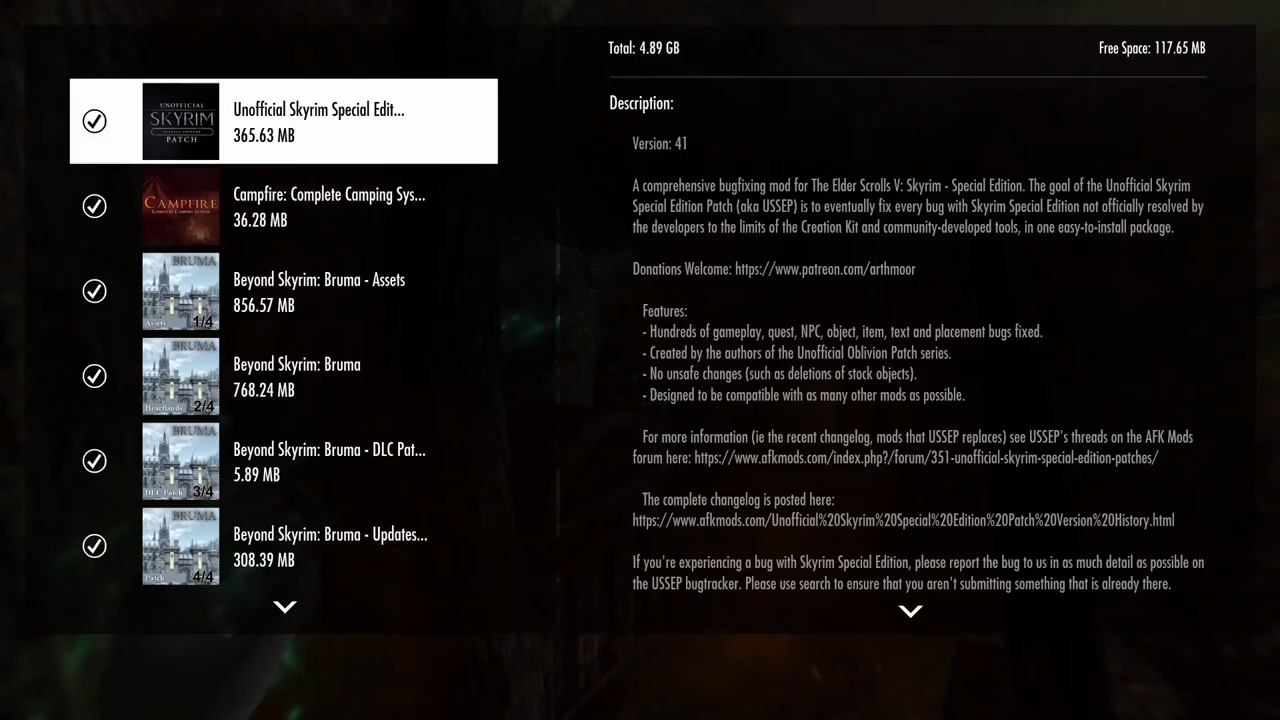 Total: 4.89 GB
Free Space: 117.65 MB
UNOFFICIAL
SKYRIM
SPECIAL EDITION
PATCH
Unofficial Skyrim Special Edit...
365.63 MB
CAMPFIRE
COMPLETE CAMPING SYSTEM
Campfire: Complete Camping Sys...
36.28 MB
BRUMA
Assets 1/4
Beyond Skyrim: Bruma - Assets
856.57 MB
BRUMA
Heartlands 2/4
Beyond Skyrim: Bruma
768.24 MB
BRUMA
DLC Patch 3/4
Beyond Skyrim: Bruma - DLC Pat...
5.89 MB
BRUMA
Patch 4/4
Beyond Skyrim: Bruma - Updates...
308.39 MB
Description:
Version: 41
A comprehensive bugfixing mod for The Elder Scrolls V: Skyrim - Special Edition. The goal of the Unofficial Skyrim
Special Edition Patch (aka USSEP) is to eventually fix every bug with Skyrim Special Edition not officially resolved by
the developers to the limits of the Creation Kit and community-developed tools, in one easy-to-install package.
Donations Welcome: https://www.patreon.com/arthmoor
Features:
- Hundreds of gameplay, quest, NPC, object, item, text and placement bugs fixed.
- Created by the authors of the Unofficial Oblivion Patch series.
- No unsafe changes (such as deletions of stock objects).
- Designed to be compatible with as many other mods as possible.
For more information (ie the recent changelog, mods that USSEP replaces) see USSEP's threads on the AFK Mods
forum here: https://www.afkmods.com/index.php?/forum/351-unofficial-skyrim-special-edition-patches/
The complete changelog is posted here:
https://www.afkmods.com/Unofficial%20Skyrim%20Special%20Edition%20Patch%20Version%20History.html
If you're experiencing a bug with Skyrim Special Edition, please report the bug to us in as much detail as possible on
the USSEP bugtracker. Please use search to ensure that you aren't submitting something that is already there.